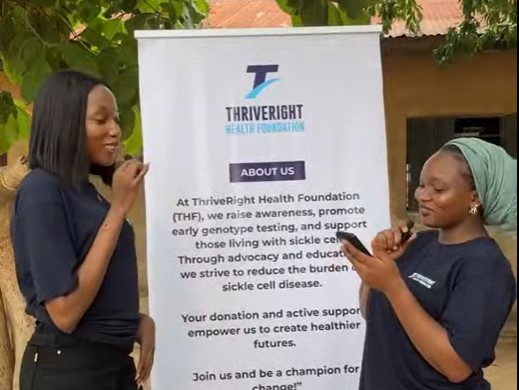 THRIVERIGHT
HEALTH FOUNDATION
ABOUT US
At ThriveRight Health Foundation
(THF), we raise awareness, promote
early genotype testing, and support
those living with sickle
Through advocacy and
we strive to reduce the burden
sickle cell disease.
Your donation and active suppor
empower us to create healthier
futures.
Join us and be a champion for
change!"
THRIVERIGHT